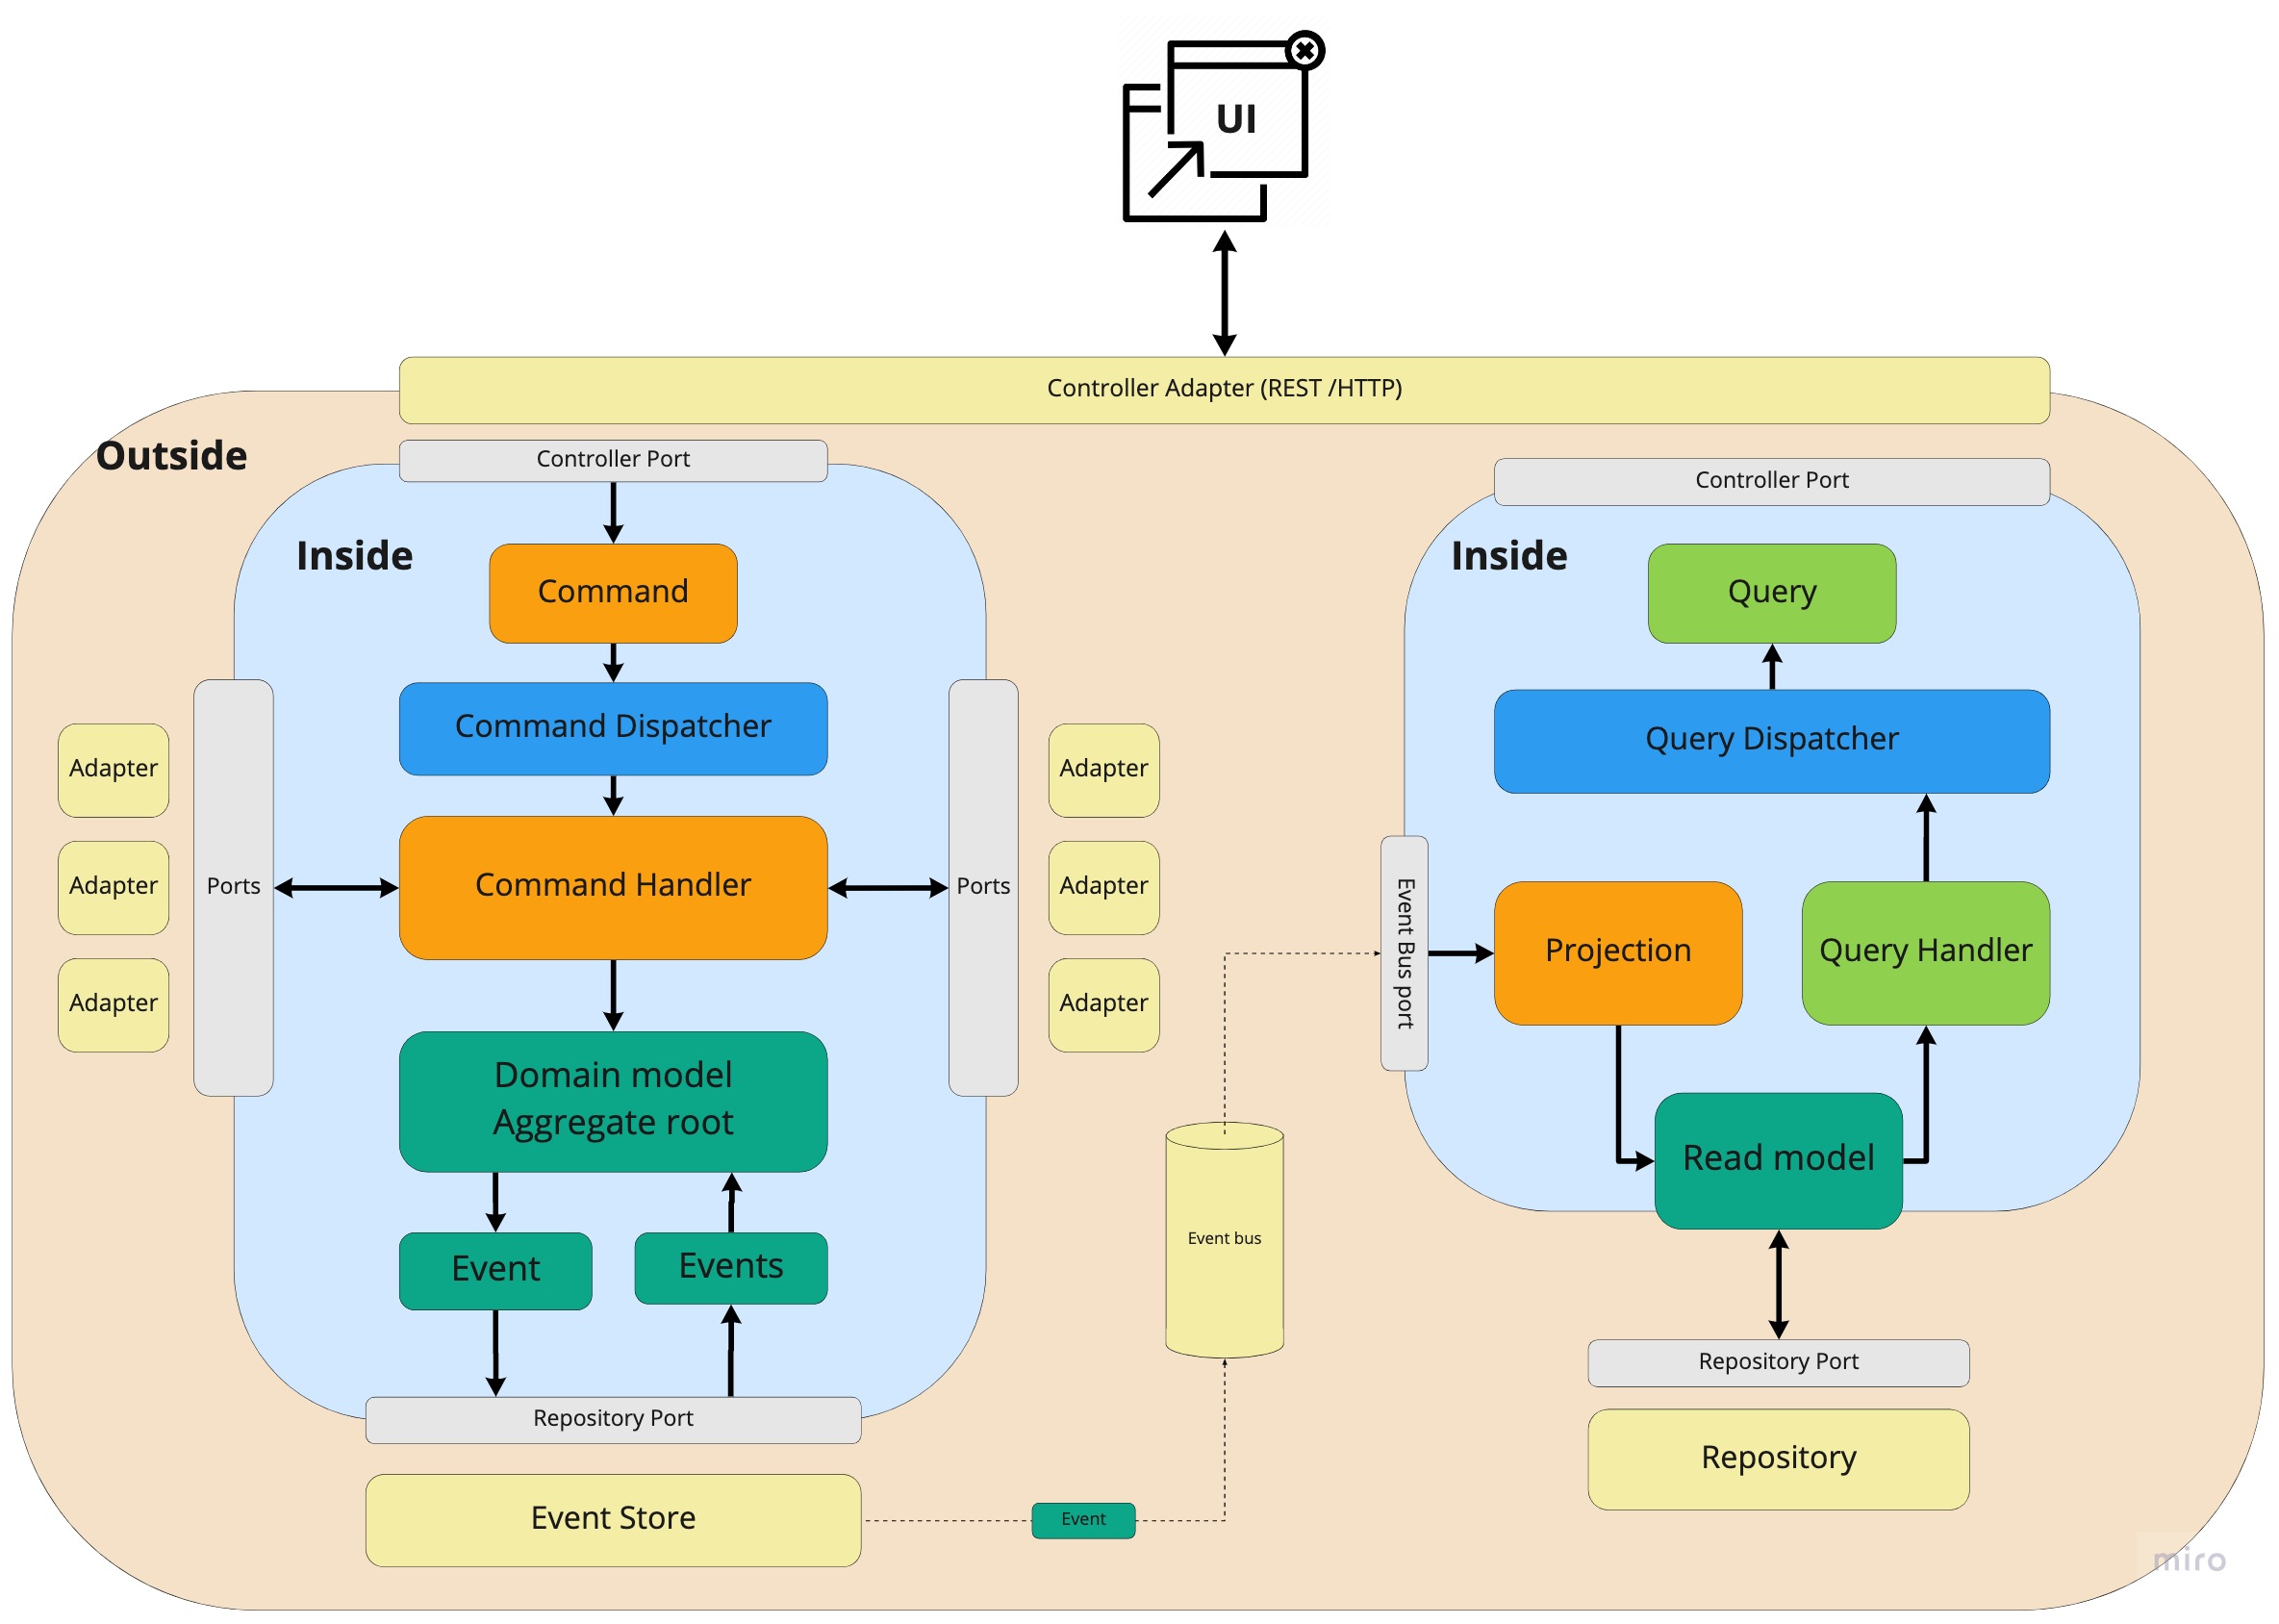 UI
Controller Adapter (REST /HTTP)
Outside
Controller Port
Inside
Command
Command Dispatcher
Adapter
Adapter
Adapter
Ports
Command Handler
Ports
Adapter
Adapter
Adapter
Domain model
Aggregate root
Event
Events
Repository Port
Event Store
Event
Event bus
Controller Port
Inside
Query
Query Dispatcher
Event Bus port
Projection
Query Handler
Read model
Repository Port
Repository
miro